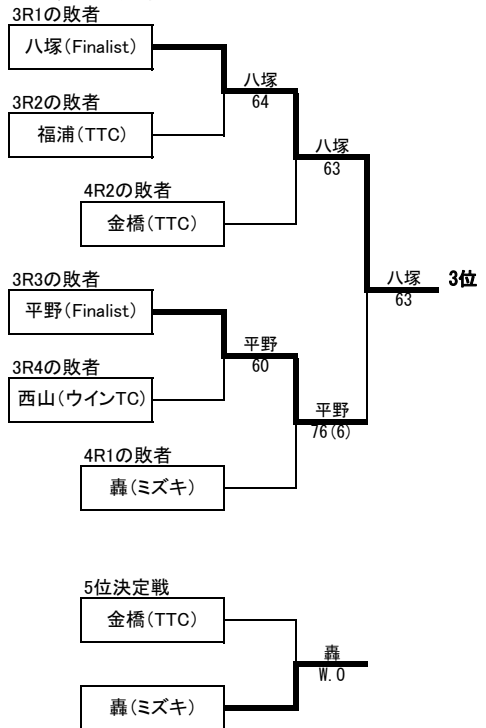 3R1の敗者
八塚(Finalist)
八塚
64
3R2の敗者
福浦(TTC)
八塚
63
4R2の敗者
金橋(TTC)
八塚
63
3位
3R3の敗者
平野(Finalist)
平野
60
3R4の敗者
西山(ウインTC)
平野
76(6)
4R1の敗者
轟(ミズキ)
5位決定戦
金橋(TTC)
轟
W.O
轟(ミズキ)